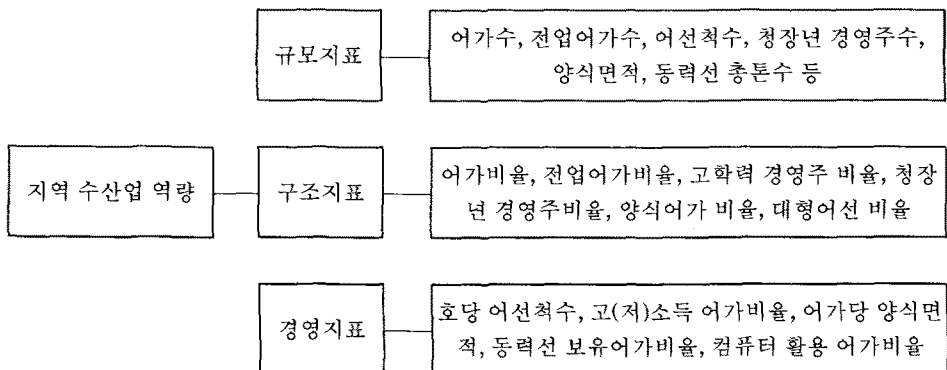 규모지표
어가수, 전업어가수, 어선척수, 청장년 경영주수,
양식면적, 동력선 총톤수 등
지역 수산업 역량
구조지표
어가비율, 전업어가비율, 고학력 경영주 비율, 청장
년 경영주비율, 양식어가 비율, 대형어선 비율
경영지표
호당 어선척수, 고(저)소득 어가비율, 어가당 양식면
적, 동력선 보유어가비율, 컴퓨터 활용 어가비율